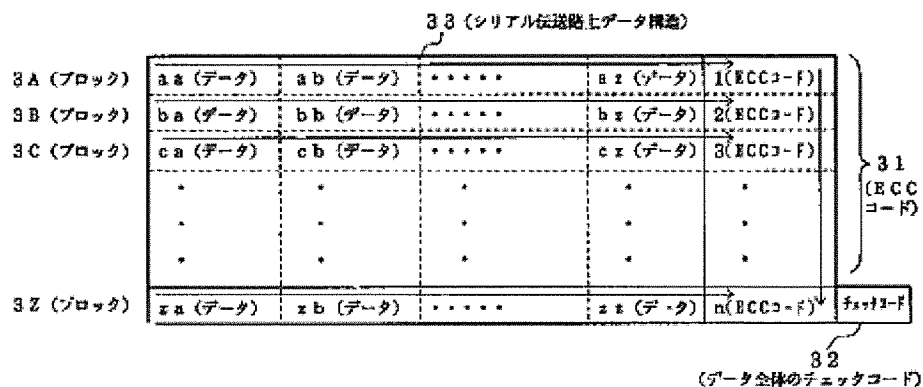 33(シリアル伝送路上データ構造)
3A(ブロック) aa(データ) ab(データ) ・・・・・ az(データ) 1(ECCコード)
3B(ブロック) ba(データ) bb(データ) ・・・・・ bz(データ) 2(ECCコード)
3C(ブロック) ca(データ) cb(データ) ・・・・・ cz(データ) 3(ECCコード)
31
(ECC
コード)
3Z(ブロック) za(データ) zb(データ) ・・・・・ zz(データ) n(ECCコード) チェックコード
32
(データ全体のチェックコード)